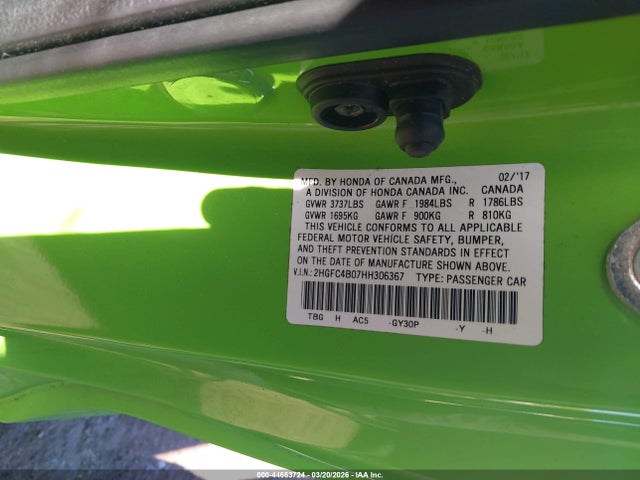 MFD. BY HONDA OF CANADA MFG., 02/'17
A DIVISION OF HONDA CANADA INC. CANADA
GVWR 3737LBS GAWR F 1984LBS R 1786LBS
GVWR 1695KG GAWR F 900KG R 810KG
THIS VEHICLE CONFORMS TO ALL APPLICABLE
FEDERAL MOTOR VEHICLE SAFETY, BUMPER,
AND THEFT PREVENTION STANDARDS IN EFFECT
ON THE DATE OF MANUFACTURE SHOWN ABOVE.
V.I.N.: 2HGFC4B07HH306367 TYPE: PASSENGER CAR
TBG H AC5 -GY30P -Y -H
© 44663724 — 03/20/2026 — IAA Inc.